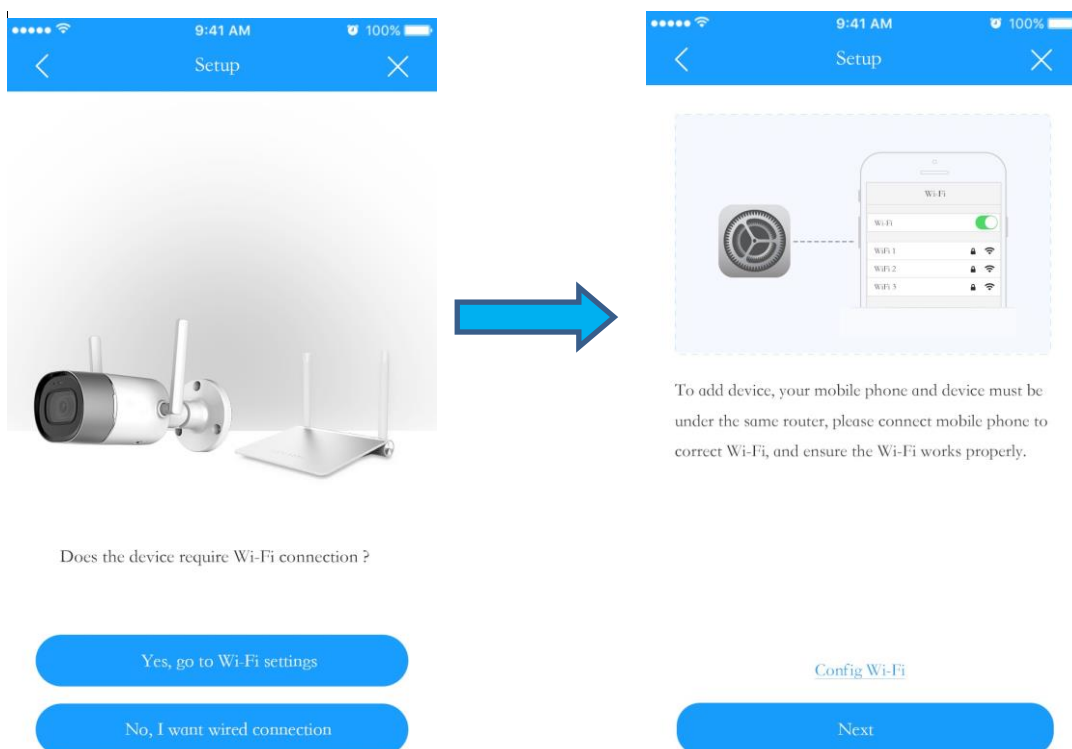 9:41 AM
100%
Setup
Does the device require Wi-Fi connection ?
Yes, go to Wi-Fi settings
No, I want wired connection
9:41 AM
100%
Setup
Wi-Fi
Wi-Fi
WiFi 1
WiFi 2
WiFi 3
To add device, your mobile phone and device must be
under the same router, please connect mobile phone to
correct Wi-Fi, and ensure the Wi-Fi works properly.
Config Wi-Fi
Next